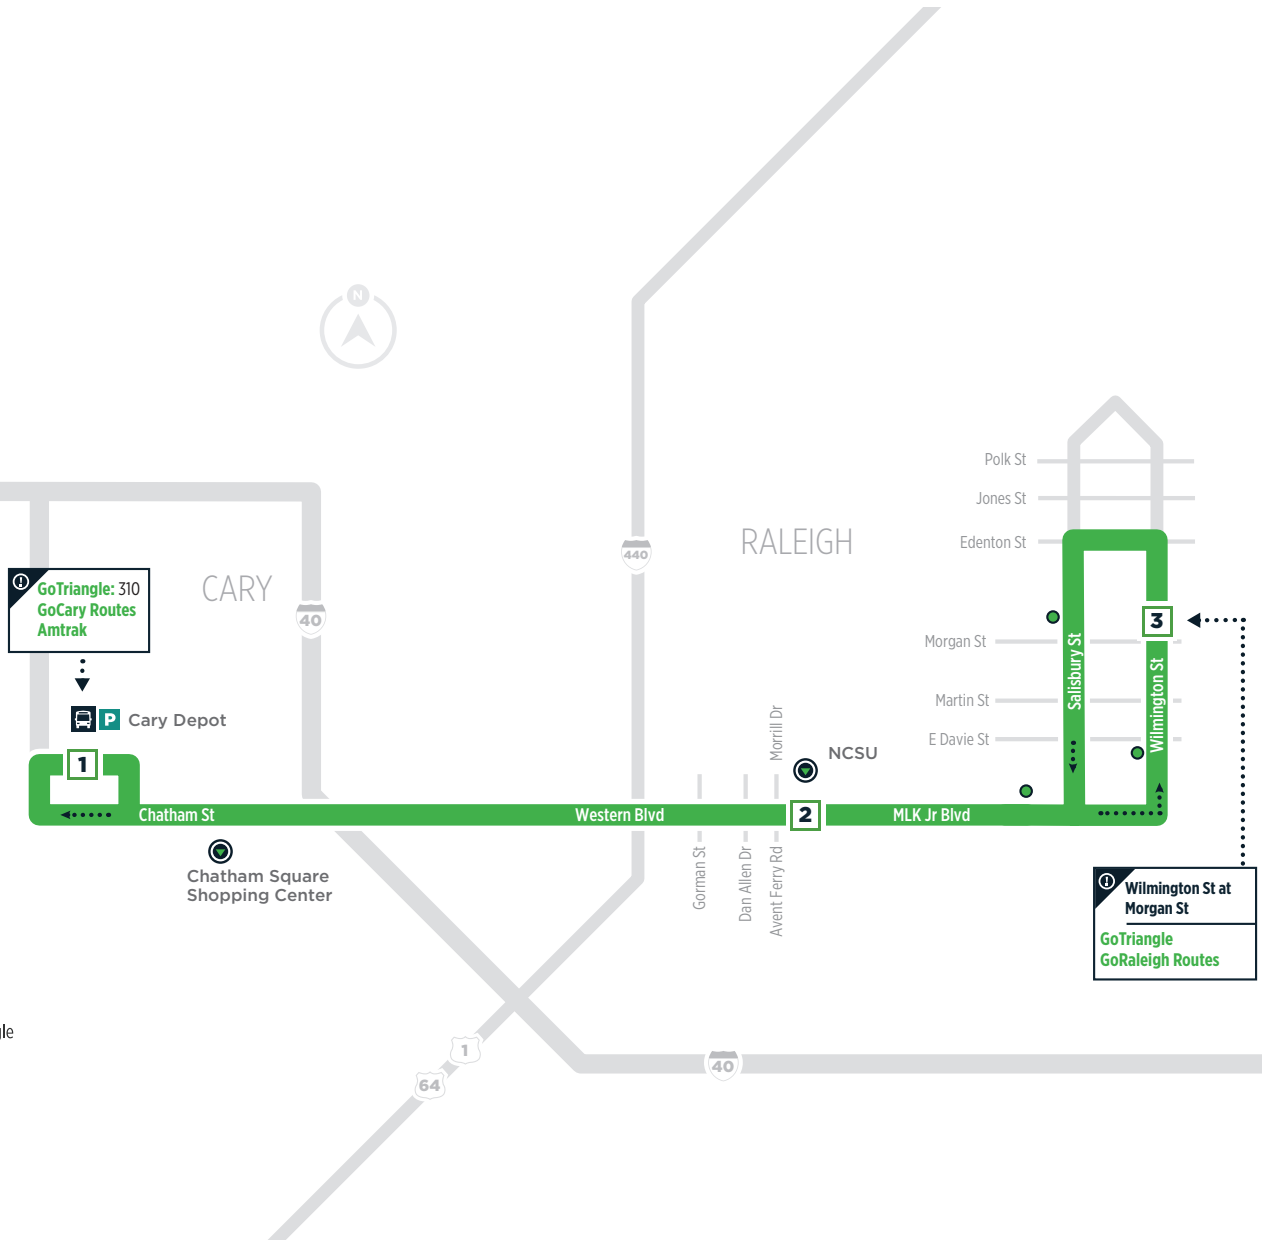 N
Polk St
Jones St
Edenton St
RALEIGH
440
CARY
40
GoTriangle: 310
GoCary Routes
Amtrak
3
Morgan St
Salisbury St
Wilmington St
Martin St
E Davie St
P
Cary Depot
1
Morrill Dr
NCSU
Chatham St
Western Blvd
2
MLK Jr Blvd
Chatham Square
Shopping Center
Gorman St
Dan Allen Dr
Avent Ferry Rd
Wilmington St at
Morgan St
GoTriangle
GoRaleigh Routes
1
64
40